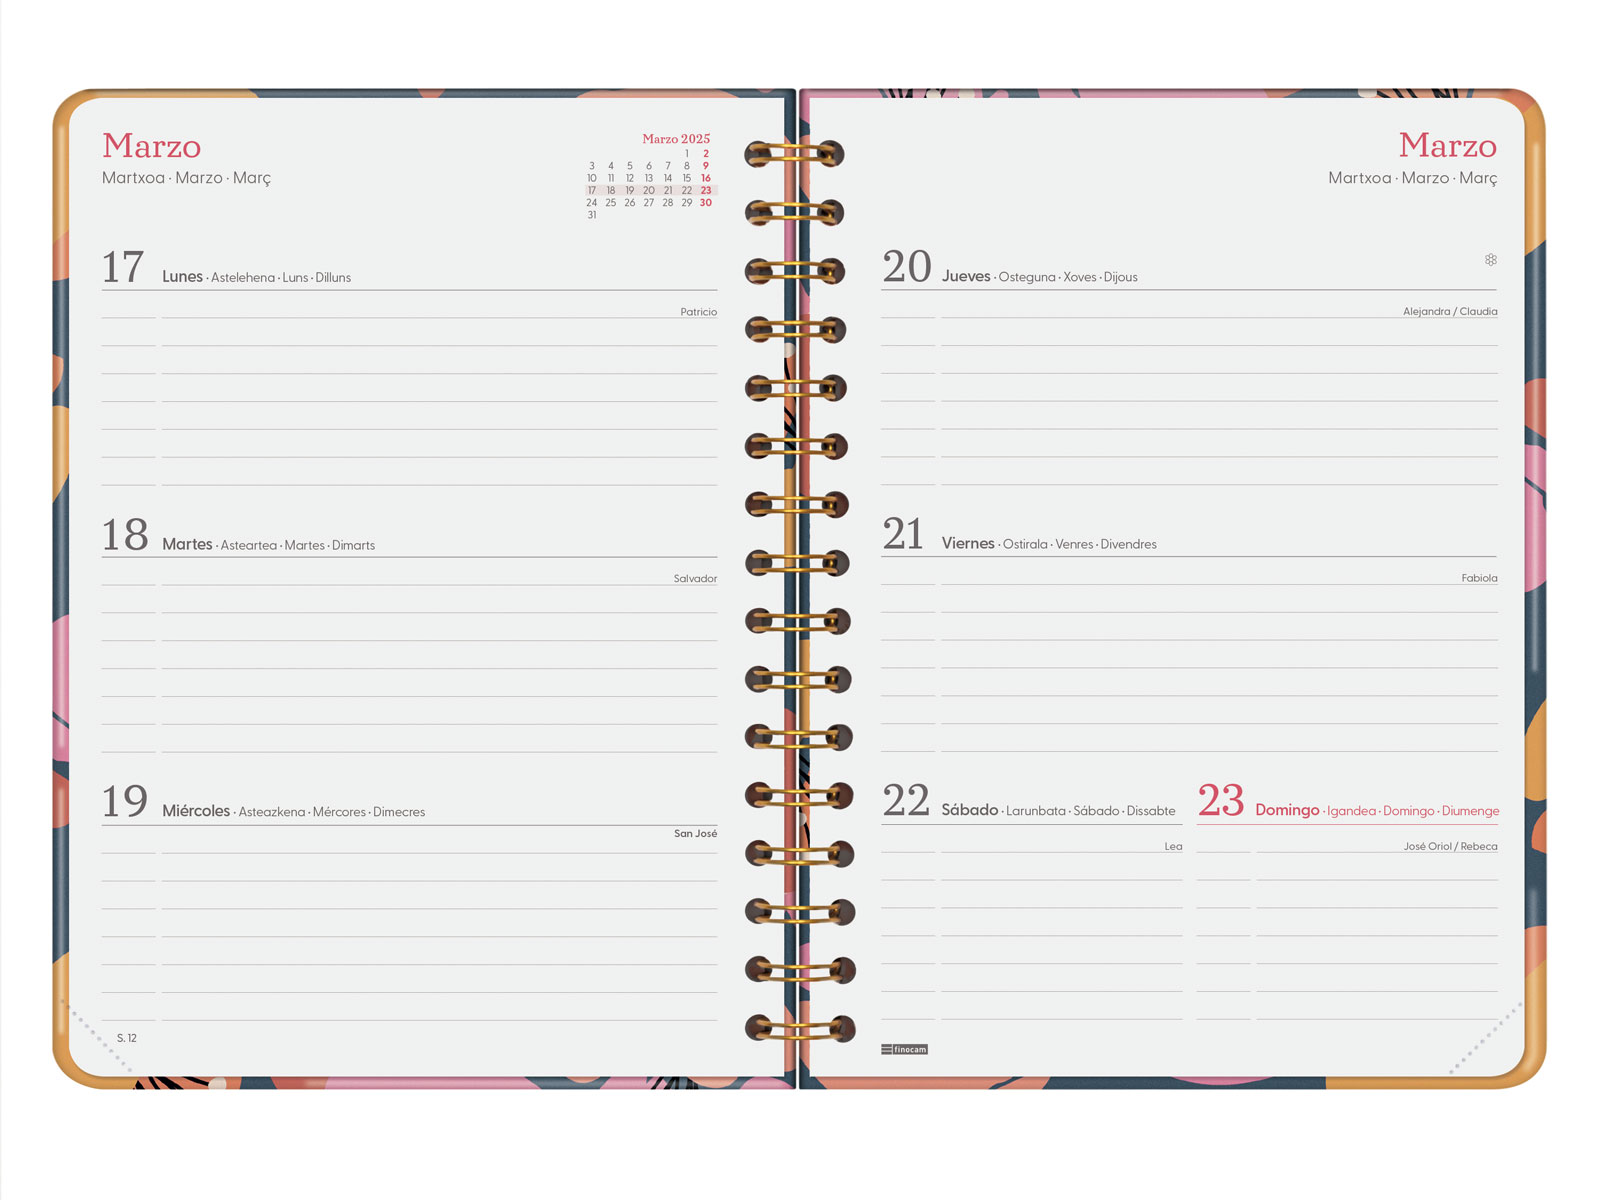 Marzo
Martxoa · Marzo · Març
Marzo 2025
1 2
3 4 5 6 7 8 9
10 11 12 13 14 15 16
17 18 19 20 21 22 23
24 25 26 27 28 29 30
31
17 Lunes · Astelehena · Luns · Dilluns
Patricio
18 Martes · Asteartea · Martes · Dimarts
Salvador
19 Miércoles · Asteazkena · Mércores · Dimecres
San José
S. 12
Marzo
Martxoa · Marzo · Març
20 Jueves · Osteguna · Xoves · Dijous
Alejandra / Claudia
21 Viernes · Ostirala · Venres · Divendres
Fabiola
22 Sábado · Larunbata · Sábado · Dissabte
Lea
23 Domingo · Igandea · Domingo · Diumenge
José Oriol / Rebeca
finocam